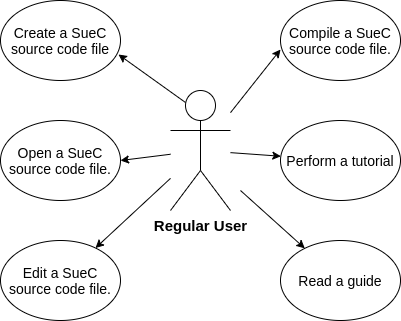 Create a SueC
source code file
Compile a SueC
source code file.
Open a SueC
source code file.
Perform a tutorial
Regular User
Edit a SueC
source code file.
Read a guide